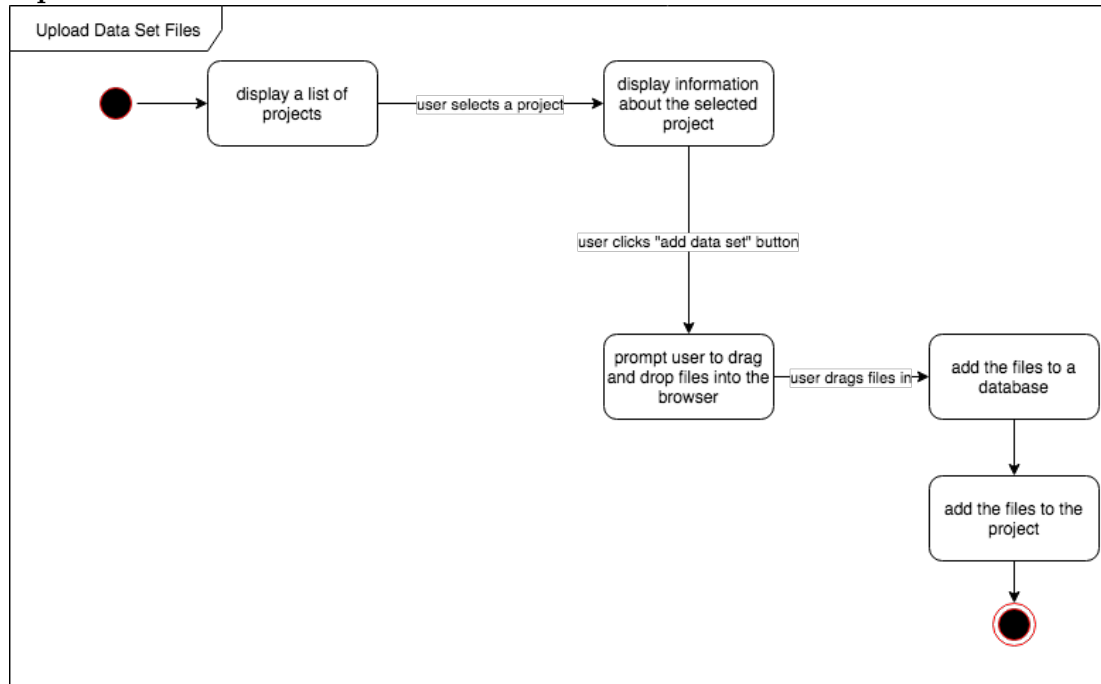 Upload Data Set Files
display a list of
projects
user selects a project
display information
about the selected
project
user clicks "add data set" button
prompt user to drag
and drop files into the
browser
user drags files in
add the files to a
database
add the files to the
project